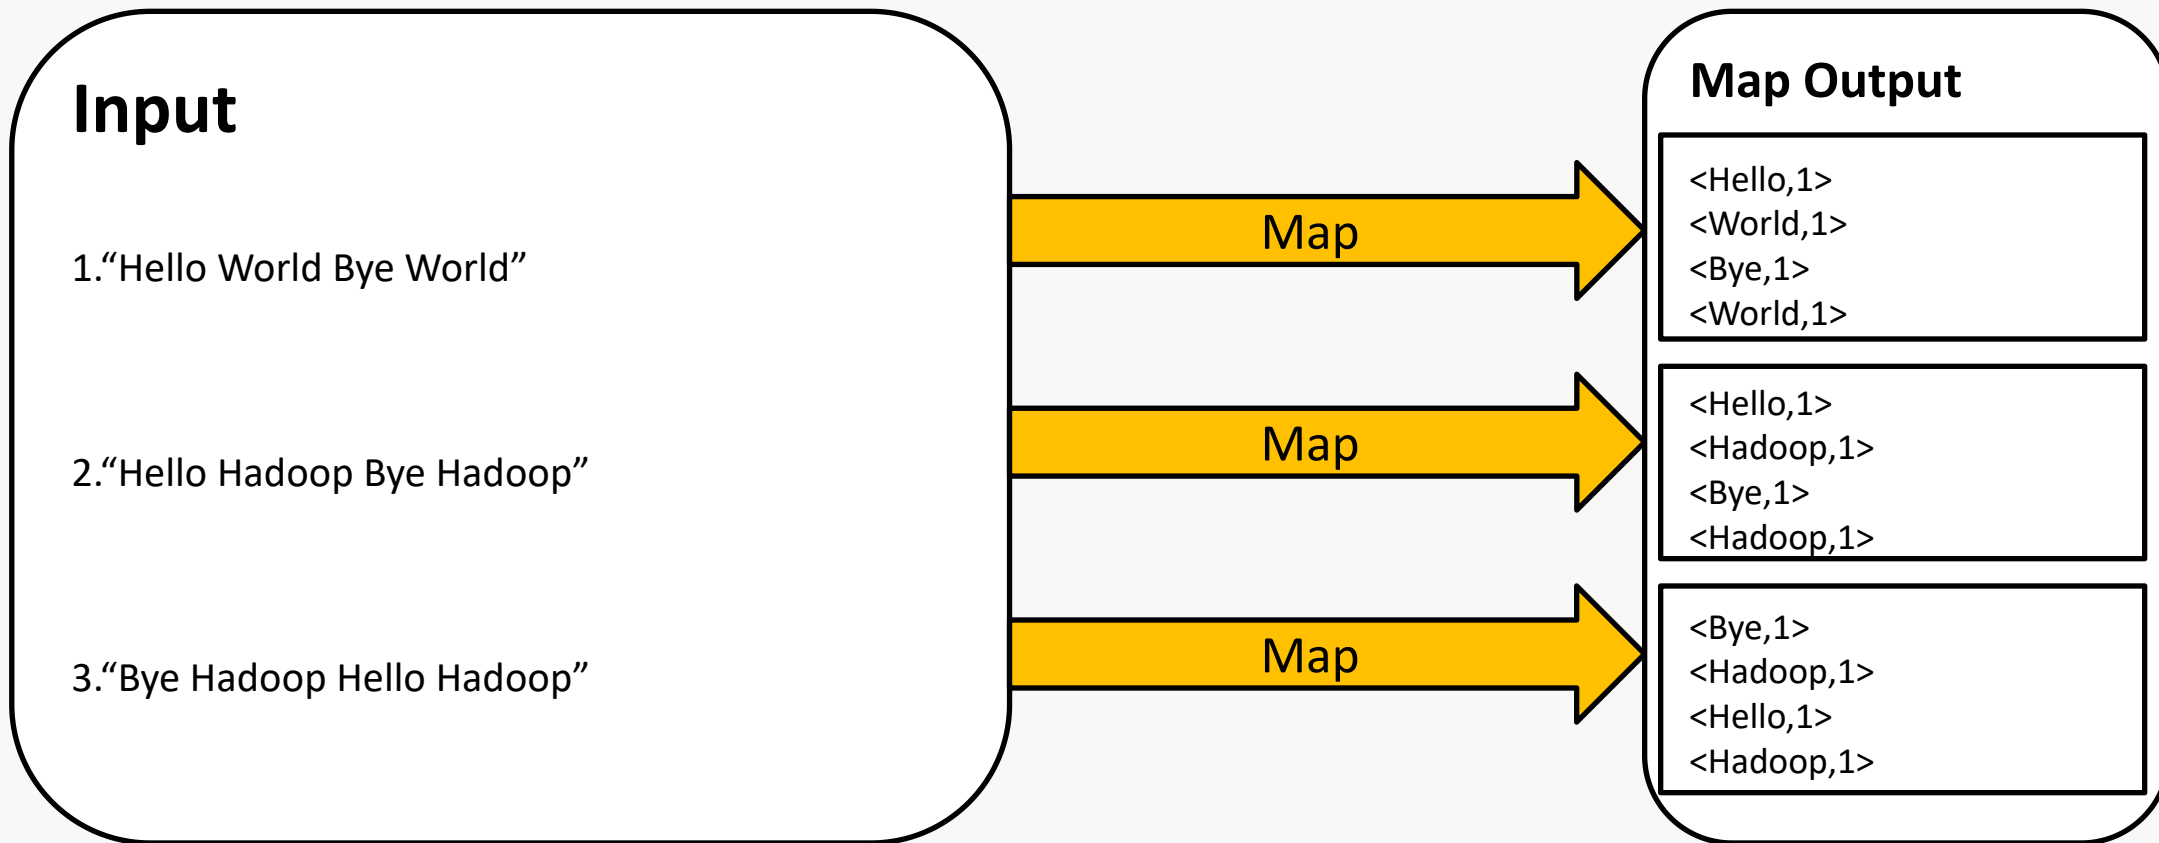 Input
1.“Hello World Bye World”
2.“Hello Hadoop Bye Hadoop”
3.“Bye Hadoop Hello Hadoop”
Map
Map
Map
Map Output
<Hello,1>
<World,1>
<Bye,1>
<World,1>
<Hello,1>
<Hadoop,1>
<Bye,1>
<Hadoop,1>
<Bye,1>
<Hadoop,1>
<Hello,1>
<Hadoop,1>